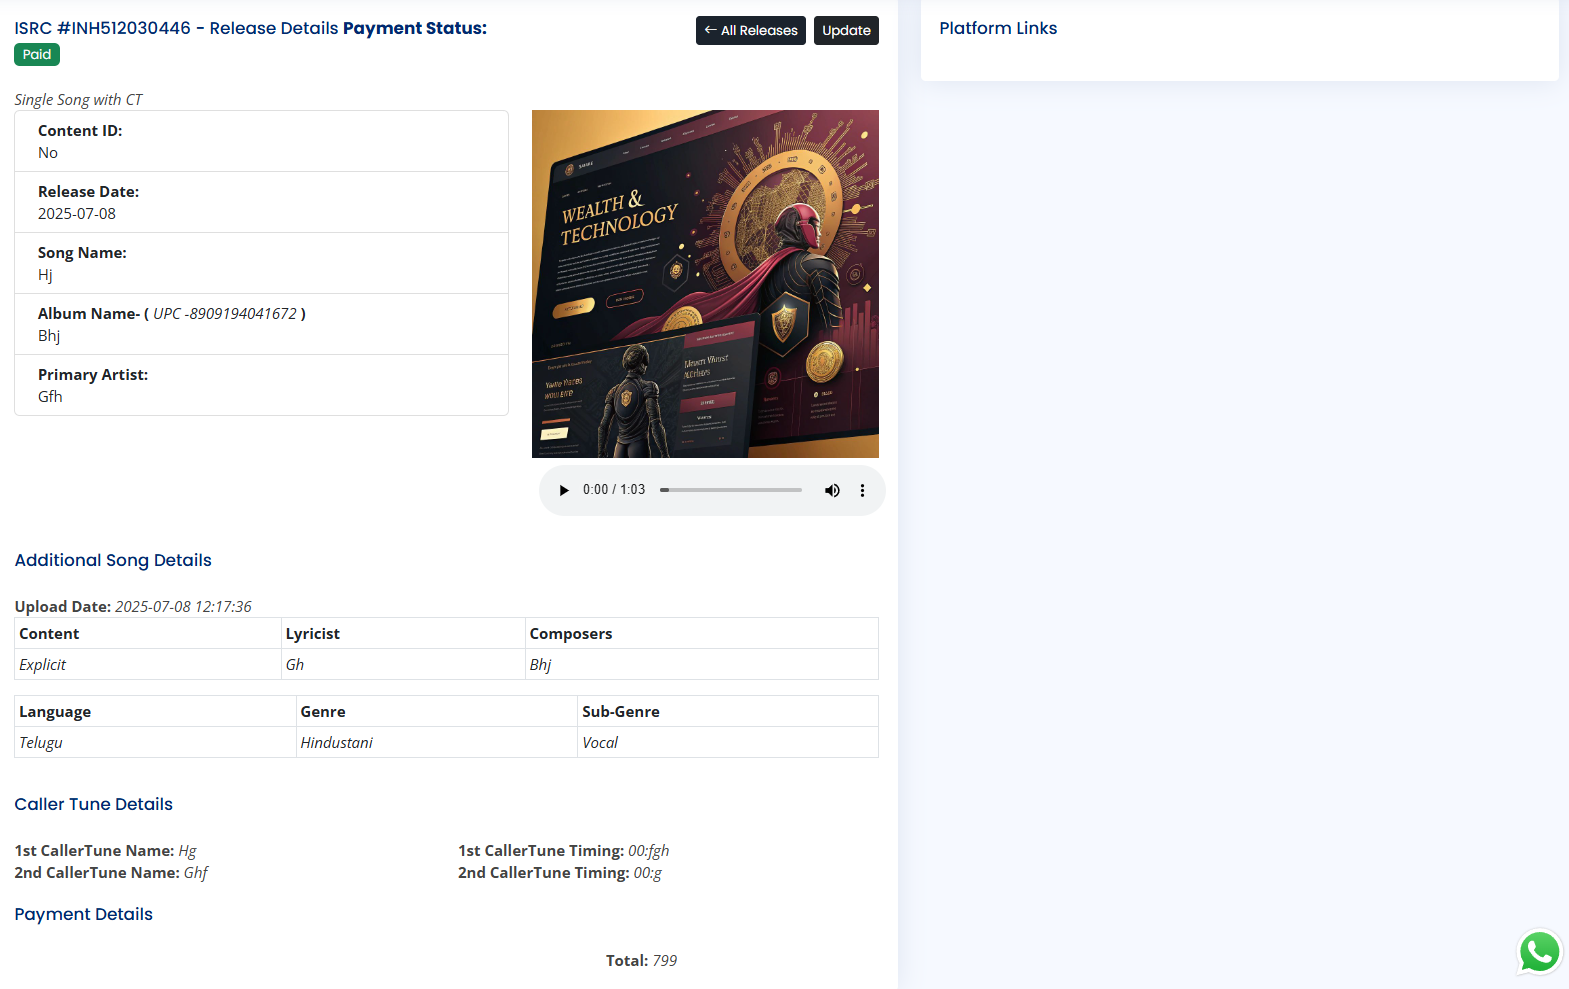 ISRC #INH512030446 - Release Details Payment Status:
Paid
← All Releases
Update
Platform Links
Single Song with CT
Content ID:
No
Release Date:
2025-07-08
Song Name:
Hj
Album Name- ( UPC -8909194041672 )
Bhj
Primary Artist:
Gfh
WEALTH &
TECHNOLOGY
0:00 / 1:03
Additional Song Details
Upload Date: 2025-07-08 12:17:36
Content Lyricist Composers
Explicit Gh Bhj
Language Genre Sub-Genre
Telugu Hindustani Vocal
Caller Tune Details
1st CallerTune Name: Hg
1st CallerTune Timing: 00:fgh
2nd CallerTune Name: Ghf
2nd CallerTune Timing: 00:g
Payment Details
Total: 799